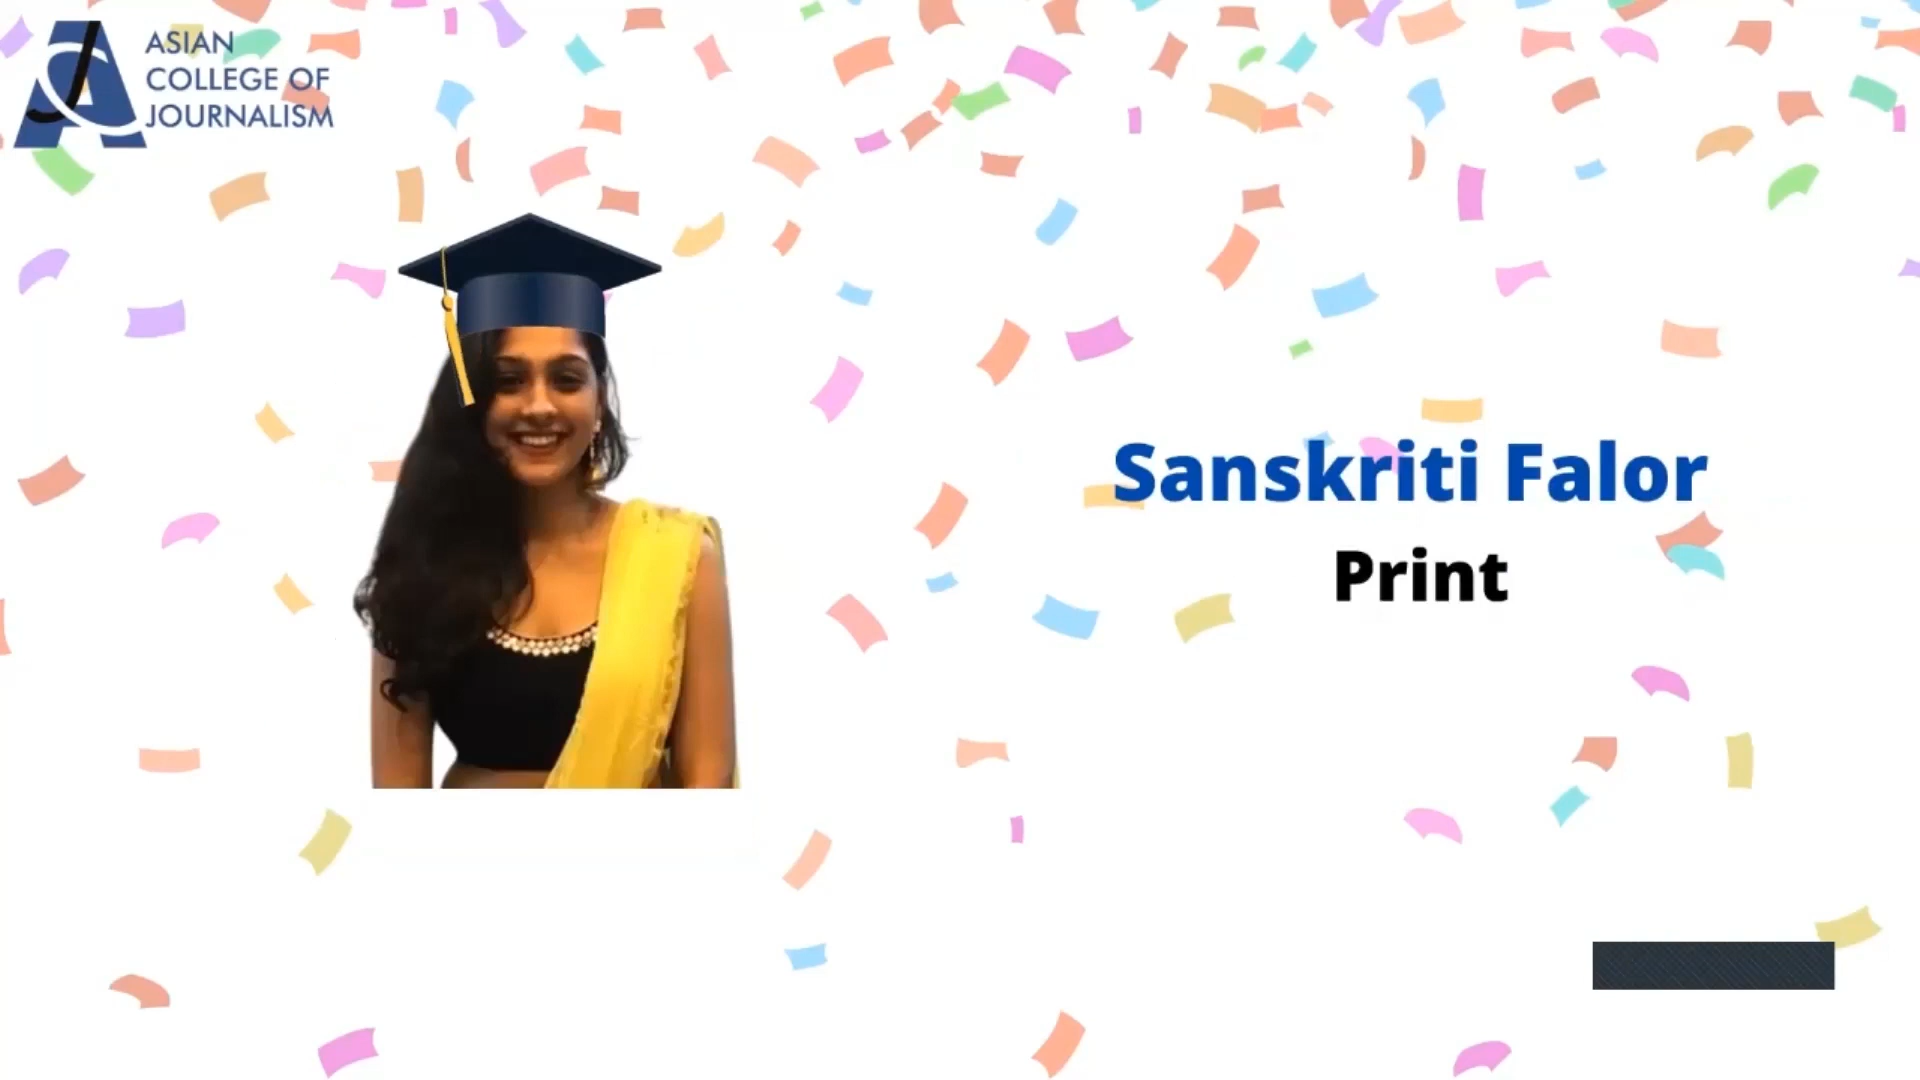 ASIAN
COLLEGE OF
JOURNALISM
Sanskriti Falor
Print